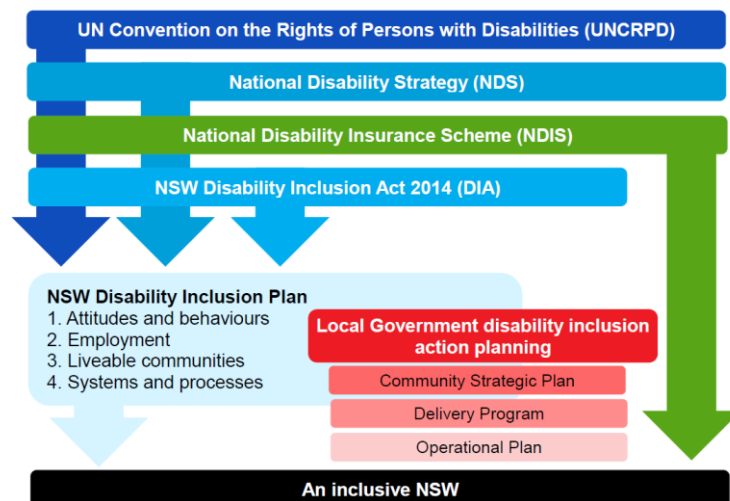 UN Convention on the Rights of Persons with Disabilities (UNCRPD)
National Disability Strategy (NDS)
National Disability Insurance Scheme (NDIS)
NSW Disability Inclusion Act 2014 (DIA)
NSW Disability Inclusion Plan
1. Attitudes and behaviours
2. Employment
3. Liveable communities
4. Systems and processes
Local Government disability inclusion
action planning
Community Strategic Plan
Delivery Program
Operational Plan
An inclusive NSW